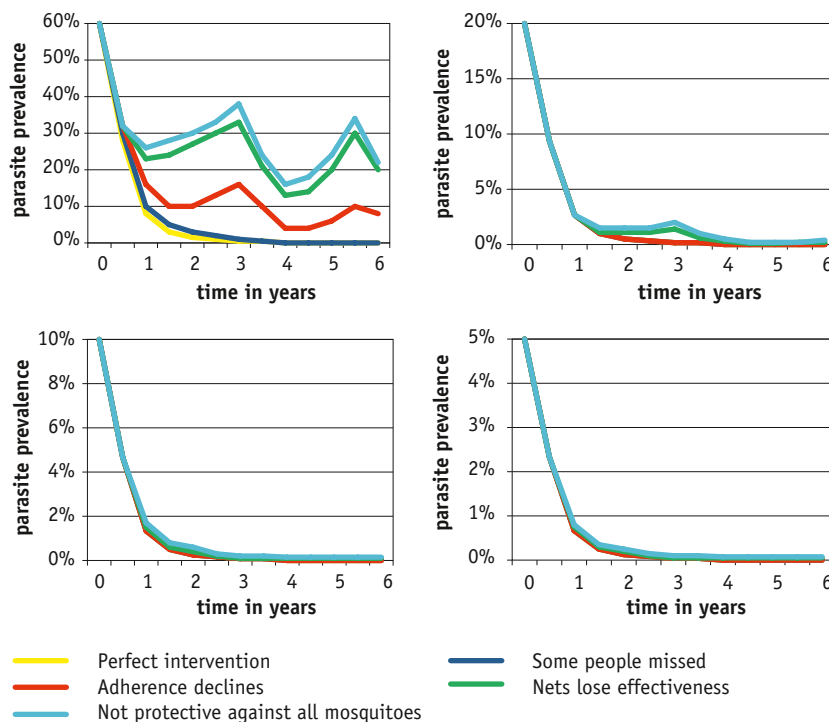 60%
50%
40%
30%
20%
10%
0%
parasite prevalence
0 1 2 3 4 5 6
time in years
20%
15%
10%
5%
0%
parasite prevalence
0 1 2 3 4 5 6
time in years
10%
8%
6%
4%
2%
0%
parasite prevalence
0 1 2 3 4 5 6
time in years
5%
4%
3%
2%
1%
0%
parasite prevalence
0 1 2 3 4 5 6
time in years
Perfect intervention
Adherence declines
Not protective against all mosquitoes
Some people missed
Nets lose effectiveness